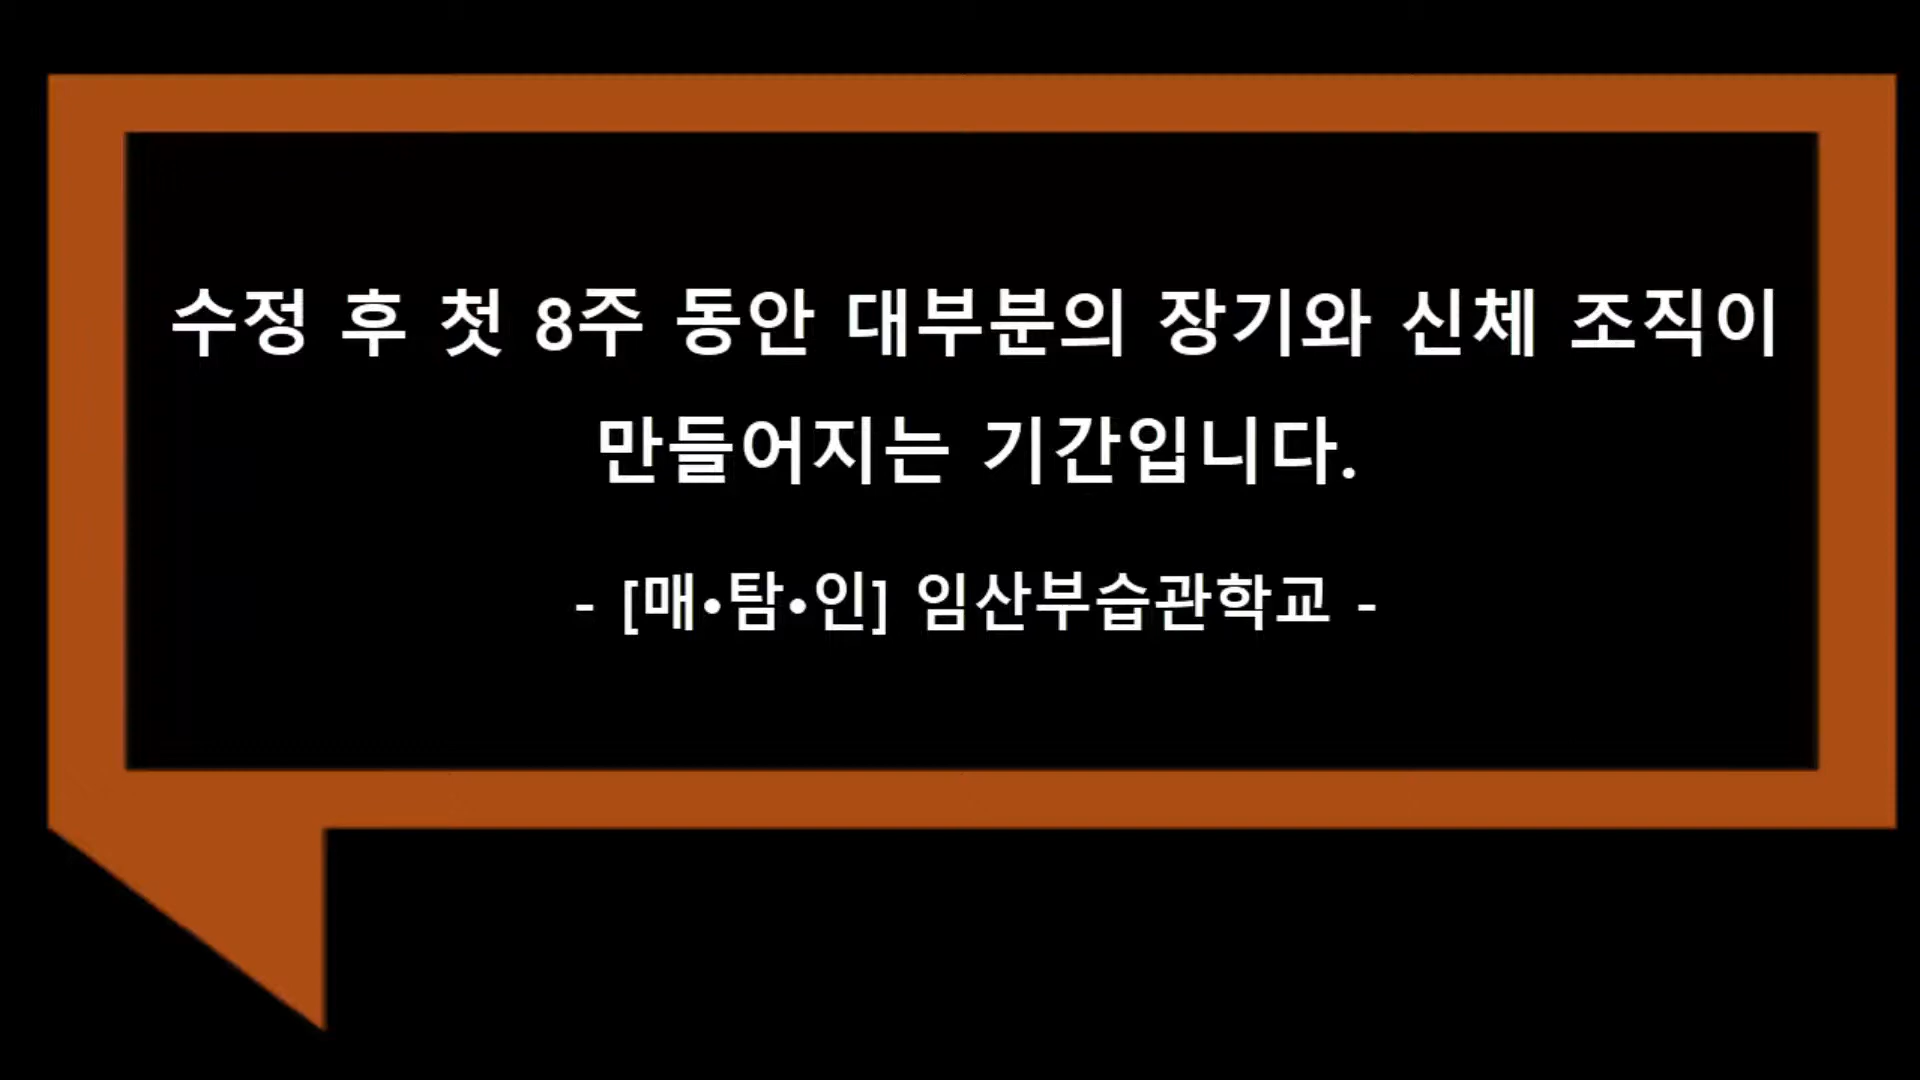 수정 후 첫 8주 동안 대부분의 장기와 신체 조직이
만들어지는 기간입니다.
- [매•탐•인] 임산부습관학교 -